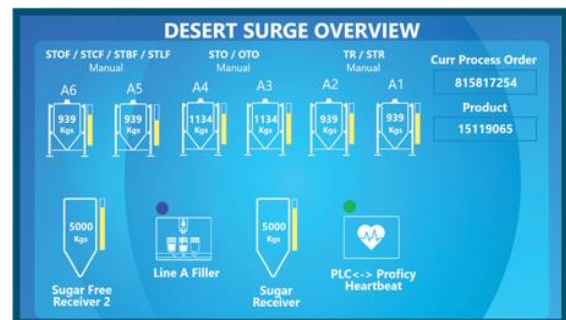 DESERT SURGE OVERVIEW
STOF / STCF / STBF / STLF
Manual
STO / OTO
Manual
TR / STR
Manual
Curr Process Order
815817254
Product
15119065
A6
A5
A4
A3
A2
A1
939
Kgs
939
Kgs
1134
Kgs
1134
Kgs
939
Kgs
939
Kgs
5000
Kgs
Sugar Free
Receiver 2
Line A Filler
5000
Kgs
Sugar
Receiver
PLC<-> Proficy
Heartbeat